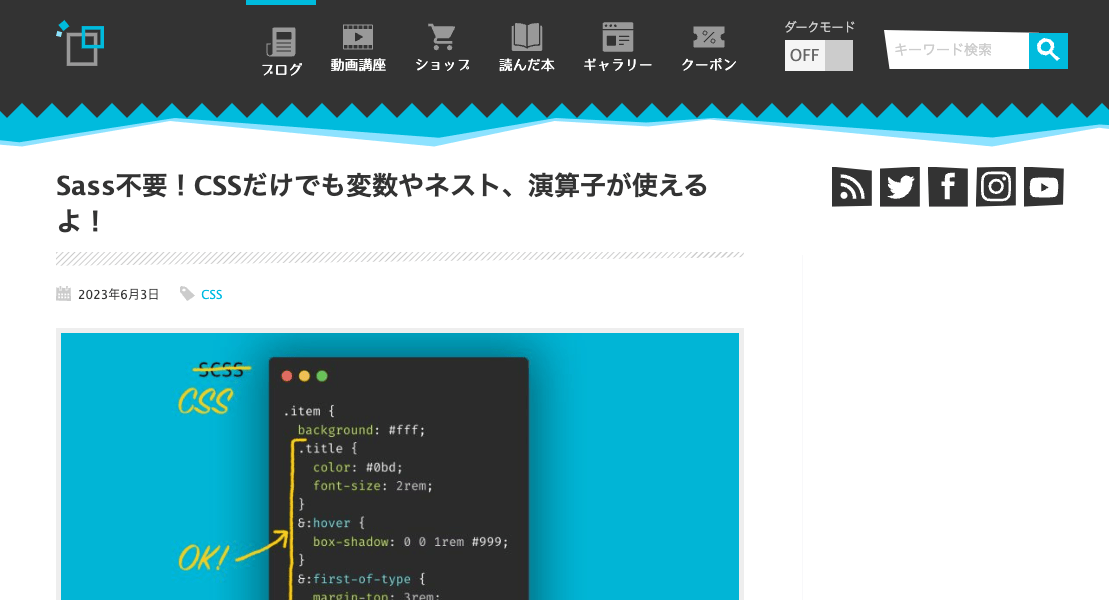 ブログ
動画講座
ショップ
読んだ本
ギャラリー
クーポン
ダークモード
OFF
キーワード検索
Sass不要！CSSだけでも変数やネスト、演算子が使える
よ！
2023年6月3日
CSS
SCSS
CSS
.item {
background: #fff;
.title {
color: #0bd;
font-size: 2rem;
}
&:hover {
box-shadow: 0 0 1rem #999;
}
OK!
&:first-of-type {
margin-top: 3rem;